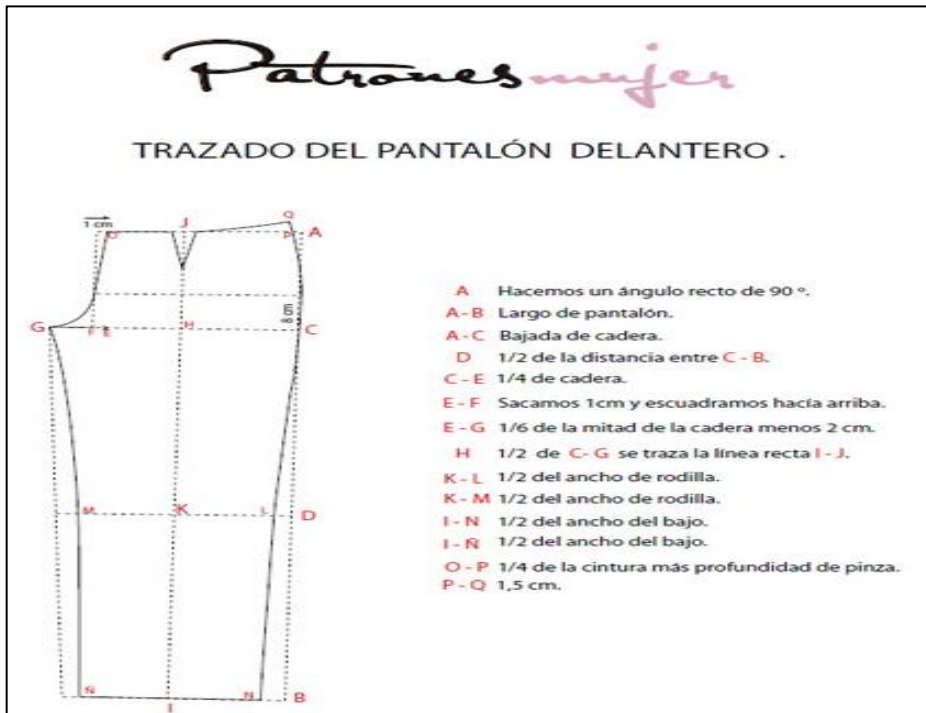 Patronesmujer
TRAZADO DEL PANTALÓN DELANTERO .
Q
1 cm
J
O
P
A
8 cm
G
F
E
H
C
M
K
L
D
Ñ
N
B
I
A Hacemos un ángulo recto de 90 º.
A-B Largo de pantalón.
A-C Bajada de cadera.
D 1/2 de la distancia entre C - B.
C - E 1/4 de cadera.
E - F Sacamos 1cm y escuadramos hacía arriba.
E - G 1/6 de la mitad de la cadera menos 2 cm.
H 1/2 de C- G se traza la línea recta I - J.
K - L 1/2 del ancho de rodilla.
K - M 1/2 del ancho de rodilla.
I - N 1/2 del ancho del bajo.
I - Ñ 1/2 del ancho del bajo.
O - P 1/4 de la cintura más profundidad de pinza.
P - Q 1,5 cm.